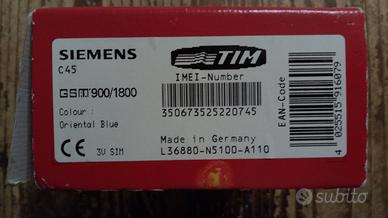 SIEMENS
C45
GSM 900/1800
Colour :
Oriental Blue
CE 3V SIM
TIM
IMEI-Number
350673525220745
Made in Germany
L36880-N5100-A110
EAN-Code
4 025515 916079
subito